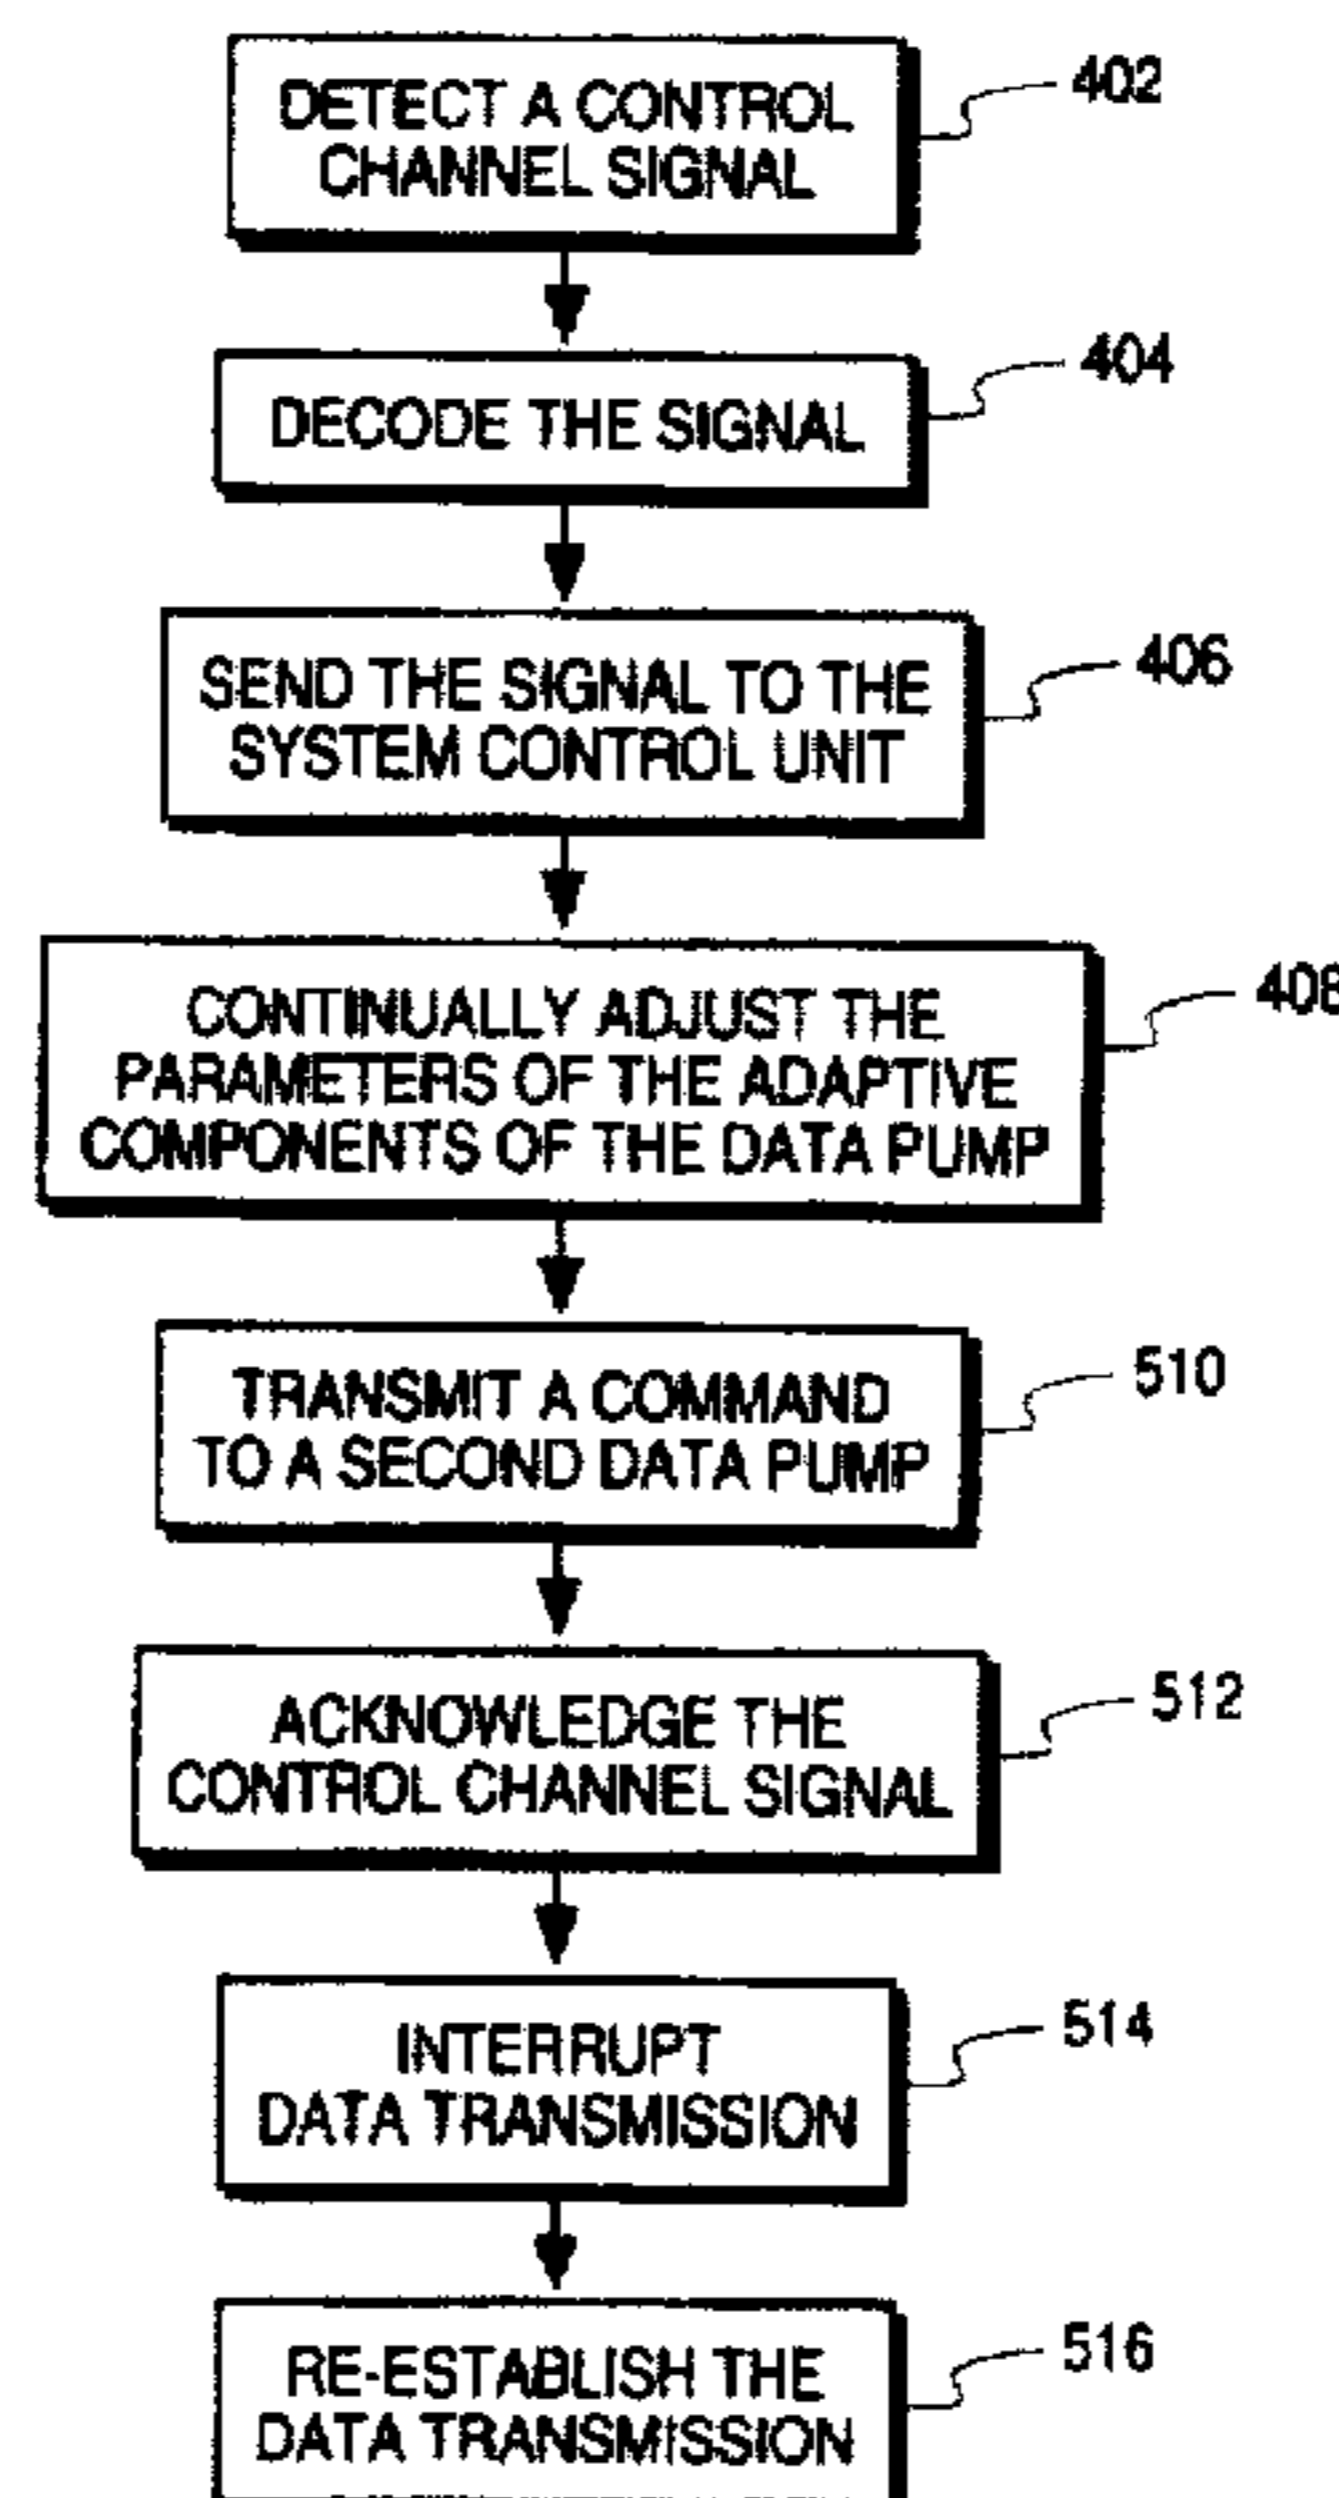 DETECT A CONTROL
CHANNEL SIGNAL
402
DECODE THE SIGNAL
404
SEND THE SIGNAL TO THE
SYSTEM CONTROL UNIT
406
CONTINUALLY ADJUST THE
PARAMETERS OF THE ADAPTIVE
COMPONENTS OF THE DATA PUMP
408
TRANSMIT A COMMAND
TO A SECOND DATA PUMP
510
ACKNOWLEDGE THE
CONTROL CHANNEL SIGNAL
512
INTERRUPT
DATA TRANSMISSION
514
RE-ESTABLISH THE
DATA TRANSMISSION
516